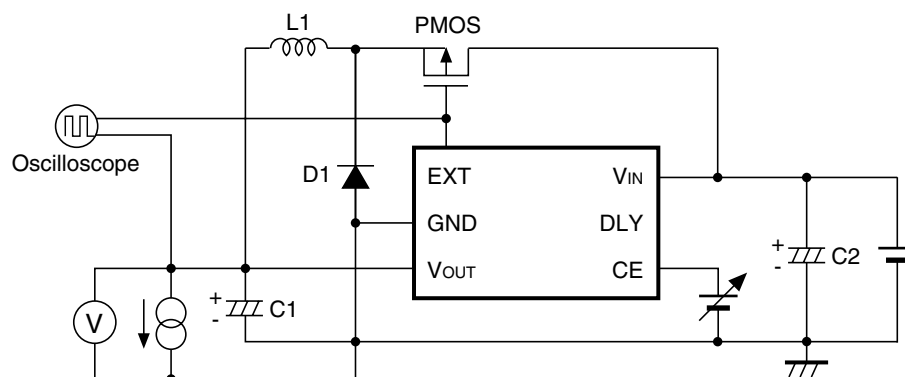 L1
PMOS
Oscilloscope
D1
EXT
VIN
GND
DLY
VOUT
CE
+
-
C1
+
-
C2
V